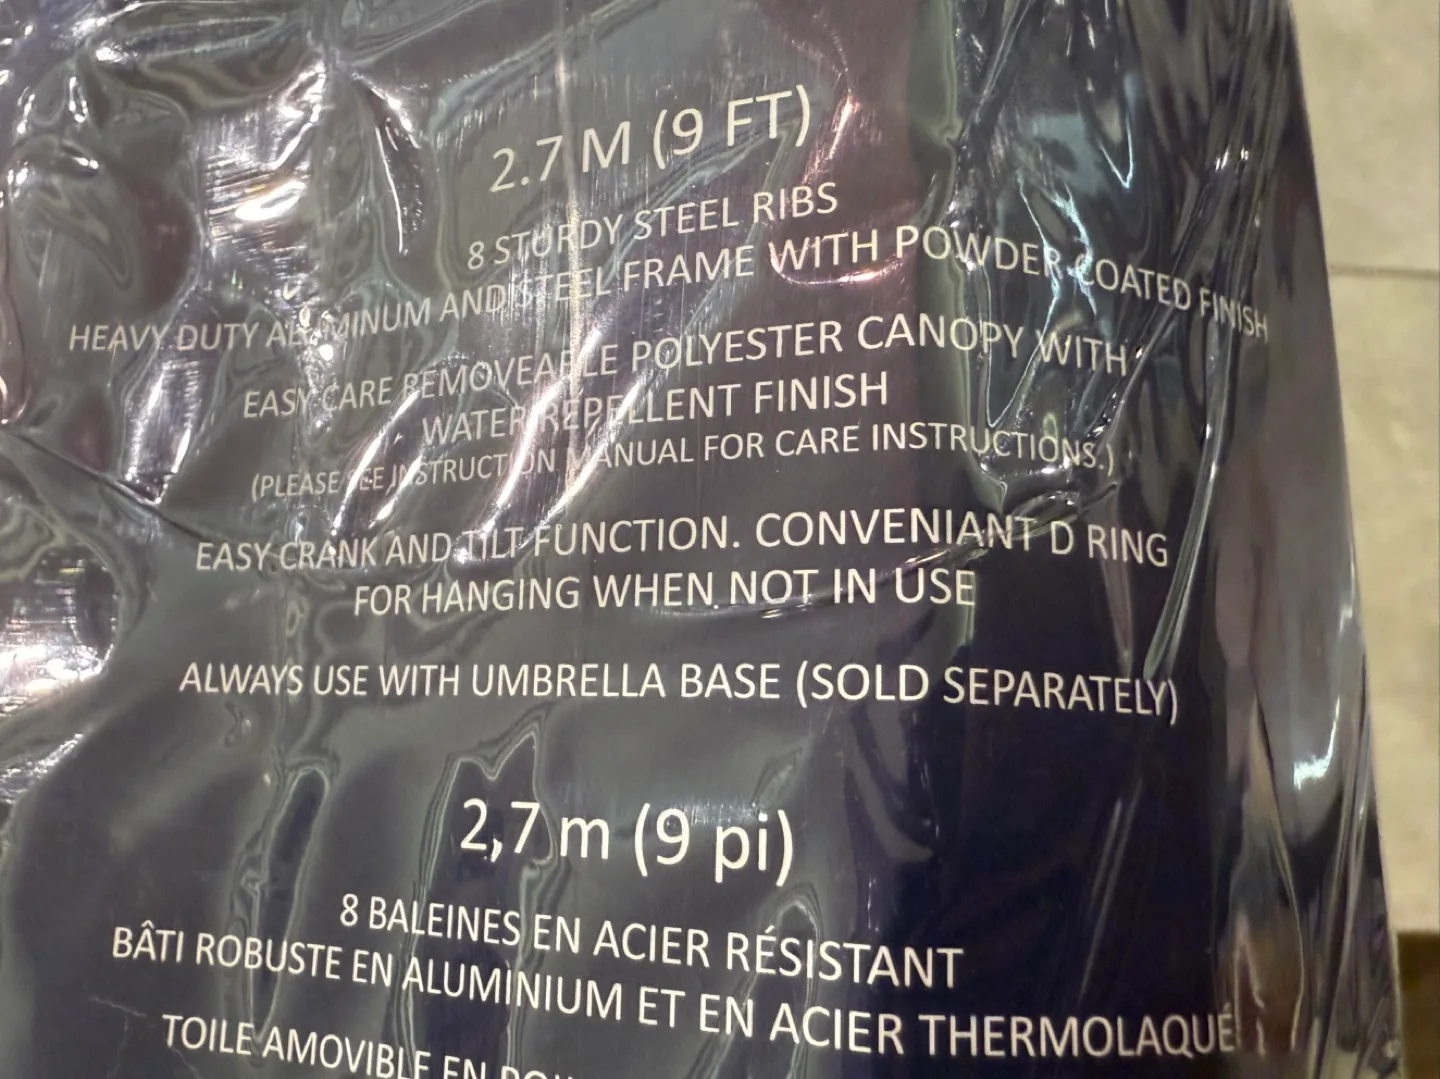 2.7 M (9 FT)
8 STURDY STEEL RIBS
HEAVY DUTY ALUMINUM AND STEEL FRAME WITH POWDER COATED FINISH
EASY CARE REMOVEABLE POLYESTER CANOPY WITH
WATER REPELLENT FINISH
(PLEASE SEE INSTRUCTION MANUAL FOR CARE INSTRUCTIONS.)
EASY CRANK AND TILT FUNCTION. CONVENIANT D RING
FOR HANGING WHEN NOT IN USE
ALWAYS USE WITH UMBRELLA BASE (SOLD SEPARATELY)
2,7 m (9 pi)
8 BALEINES EN ACIER RÉSISTANT
BÂTI ROBUSTE EN ALUMINIUM ET EN ACIER THERMOLAQUÉ
TOILE AMOVIBLE EN